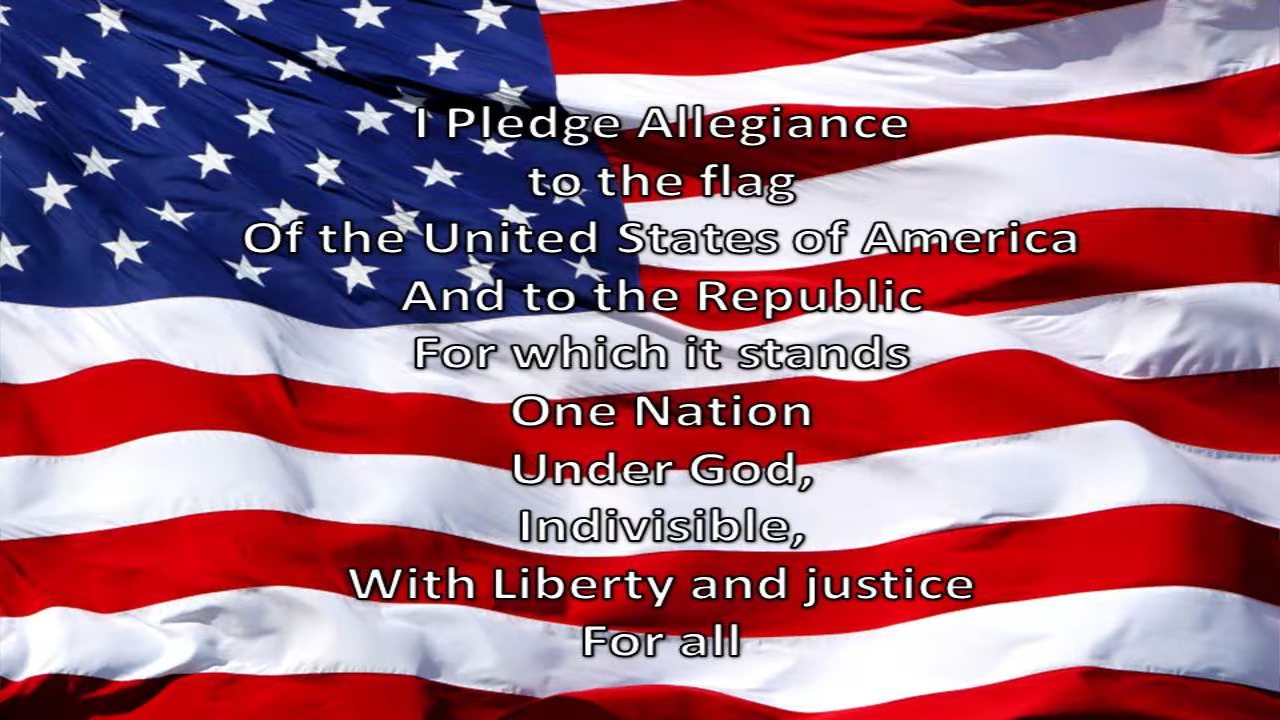 I Pledge Allegiance
to the flag
Of the United States of America
And to the Republic
For which it stands
One Nation
Under God,
Indivisible,
With Liberty and justice
For all